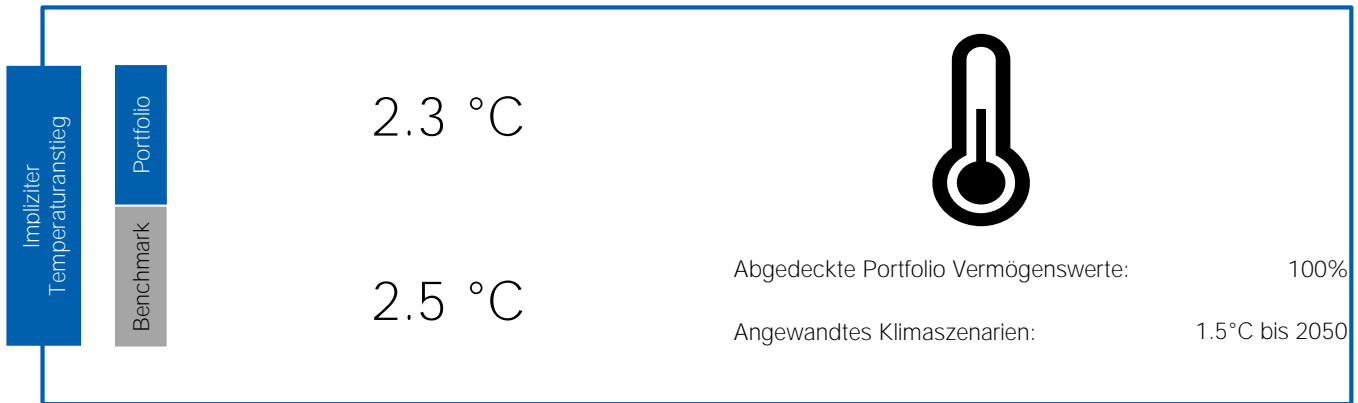 Impliziter
Temperaturanstieg
Portfolio
2.3 °C
Benchmark
2.5 °C
Abgedeckte Portfolio Vermögenswerte: 100%
Angewandtes Klimaszenarien: 1.5°C bis 2050